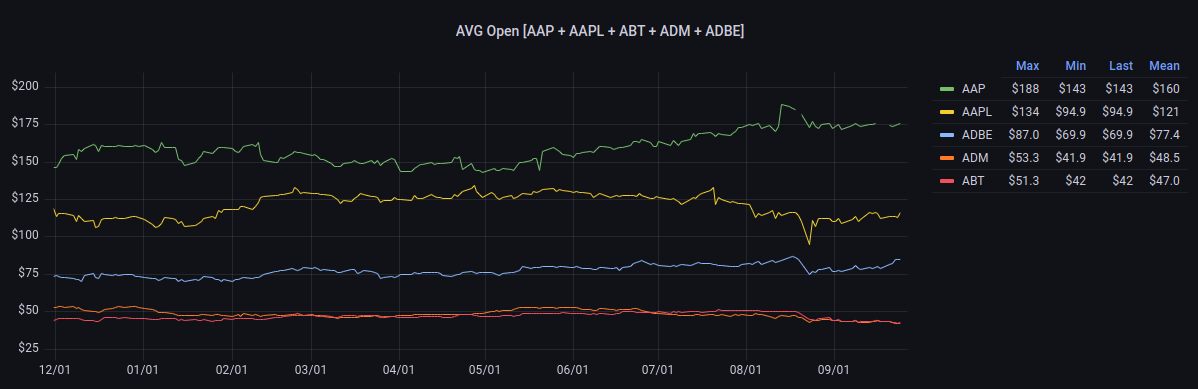 AVG Open [AAP + AAPL + ABT + ADM + ADBE]
Max Min Last Mean
AAP $188 $143 $143 $160
AAPL $134 $94.9 $94.9 $121
ADBE $87.0 $69.9 $69.9 $77.4
ADM $53.3 $41.9 $41.9 $48.5
ABT $51.3 $42 $42 $47.0
$200
$175
$150
$125
$100
$75
$50
$25
12/01 01/01 02/01 03/01 04/01 05/01 06/01 07/01 08/01 09/01